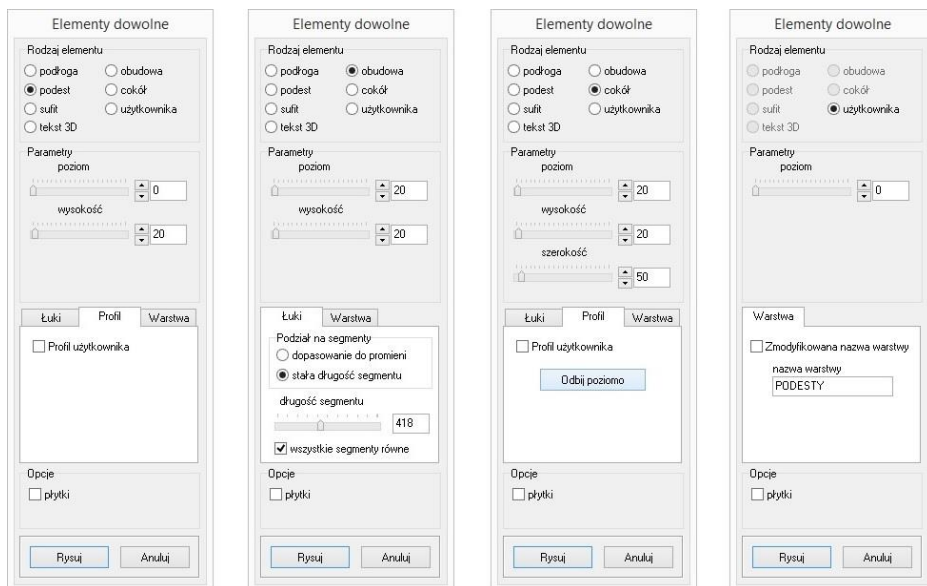 Elementy dowolne
Rodzaj elementu
podłoga obudowa
podest cokół
sufit użytkownika
tekst 3D
Parametry
poziom
0
wysokość
20
Łuki Profil Warstwa
Profil użytkownika
Opcje
płytki
Rysuj Anuluj
Elementy dowolne
Rodzaj elementu
podłoga obudowa
podest cokół
sufit użytkownika
tekst 3D
Parametry
poziom
20
wysokość
20
Łuki Warstwa
Podział na segmenty
dopasowanie do promieni
stała długość segmentu
długość segmentu
418
wszystkie segmenty równe
Opcje
płytki
Rysuj Anuluj
Elementy dowolne
Rodzaj elementu
podłoga obudowa
podest cokół
sufit użytkownika
tekst 3D
Parametry
poziom
20
wysokość
20
szerokość
50
Łuki Profil Warstwa
Profil użytkownika
Odbij poziomo
Opcje
płytki
Rysuj Anuluj
Elementy dowolne
Rodzaj elementu
podłoga obudowa
podest cokół
sufit użytkownika
tekst 3D
Parametry
poziom
0
Warstwa
Zmodyfikowana nazwa warstwy
nazwa warstwy
PODESTY
Opcje
płytki
Rysuj Anuluj